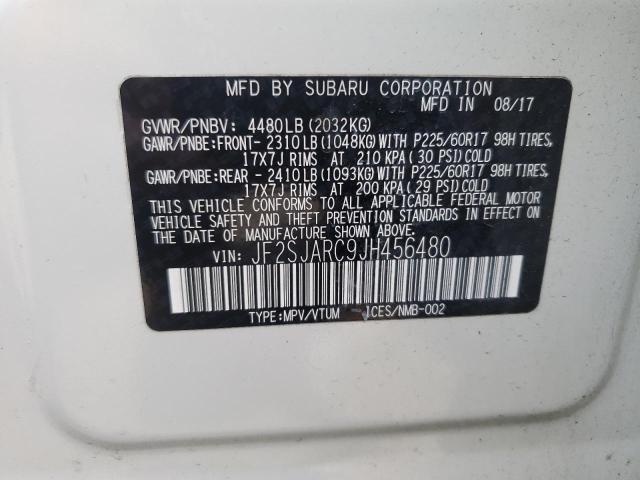 MFD BY SUBARU CORPORATION
MFD IN 08/17
GVWR/PNBV: 4480LB(2032KG)
GAWR/PNBE:FRONT- 2310LB(1048KG)WITH P225/60R17 98H TIRES,
17X7J RIMS AT 210 KPA(30 PSI)COLD
GAWR/PNBE:REAR - 2410LB(1093KG)WITH P225/60R17 98H TIRES,
17X7J RIMS AT 200 KPA(29 PSI)COLD
THIS VEHICLE CONFORMS TO ALL APPLICABLE FEDERAL MOTOR
VEHICLE SAFETY AND THEFT PREVENTION STANDARDS IN EFFECT
ON THE DATE OF MANUFACTURE SHOWN ABOVE.
VIN: JF2SJARC9JH456480
TYPE:MPV/VTUM ICES/NMB-002